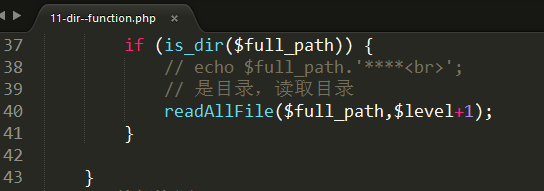 11-dir--function.php ×
37 if (is_dir($full_path)) {
38 // echo $full_path.'****<br>';
39 // 是目录，读取目录
40 readAllFile($full_path,$level+1);
41 }
42
43 }